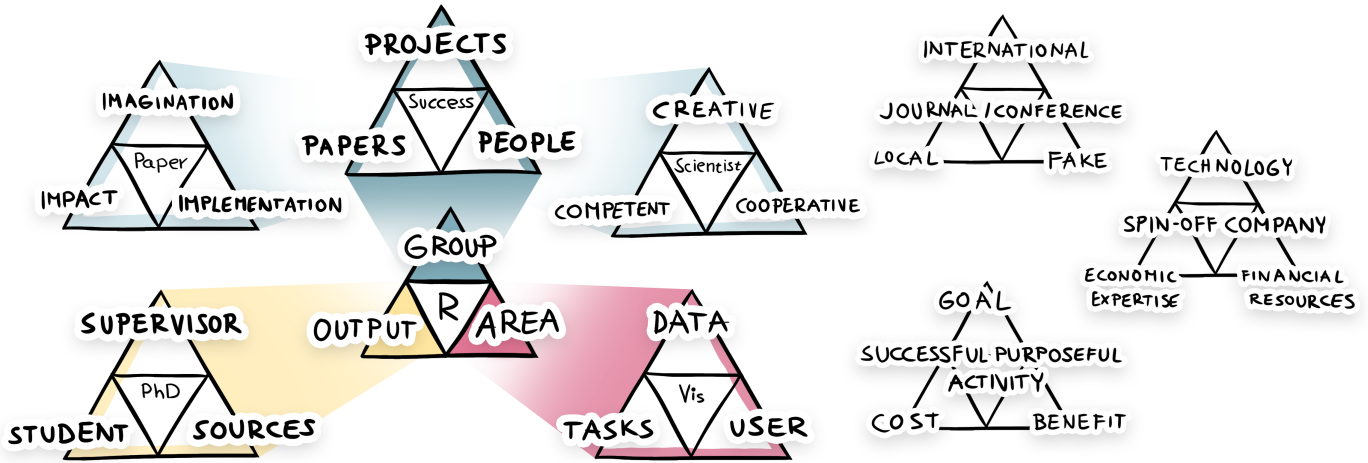 PROJECTS
Success
PAPERS
PEOPLE
IMAGINATION
Paper
IMPACT
IMPLEMENTATION
CREATIVE
Scientist
COMPETENT
COOPERATIVE
GROUP
R
OUTPUT
AREA
SUPERVISOR
PhD
STUDENT
SOURCES
DATA
Vis
TASKS
USER
INTERNATIONAL
JOURNAL/CONFERENCE
LOCAL
FAKE
TECHNOLOGY
SPIN-OFF COMPANY
ECONOMIC
EXPERTISE
FINANCIAL
RESOURCES
GOAL
SUCCESSFUL PURPOSEFUL
ACTIVITY
COST
BENEFIT